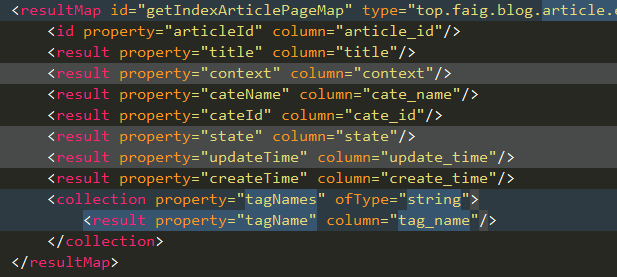 <resultMap id="getIndexArticlePageMap" type="top.faig.blog.article.
<id property="articleId" column="article_id"/>
<result property="title" column="title"/>
<result property="context" column="context"/>
<result property="cateName" column="cate_name"/>
<result property="cateId" column="cate_id"/>
<result property="state" column="state"/>
<result property="updateTime" column="update_time"/>
<result property="createTime" column="create_time"/>
<collection property="tagNames" ofType="string">
<result property="tagName" column="tag_name"/>
</collection>
</resultMap>